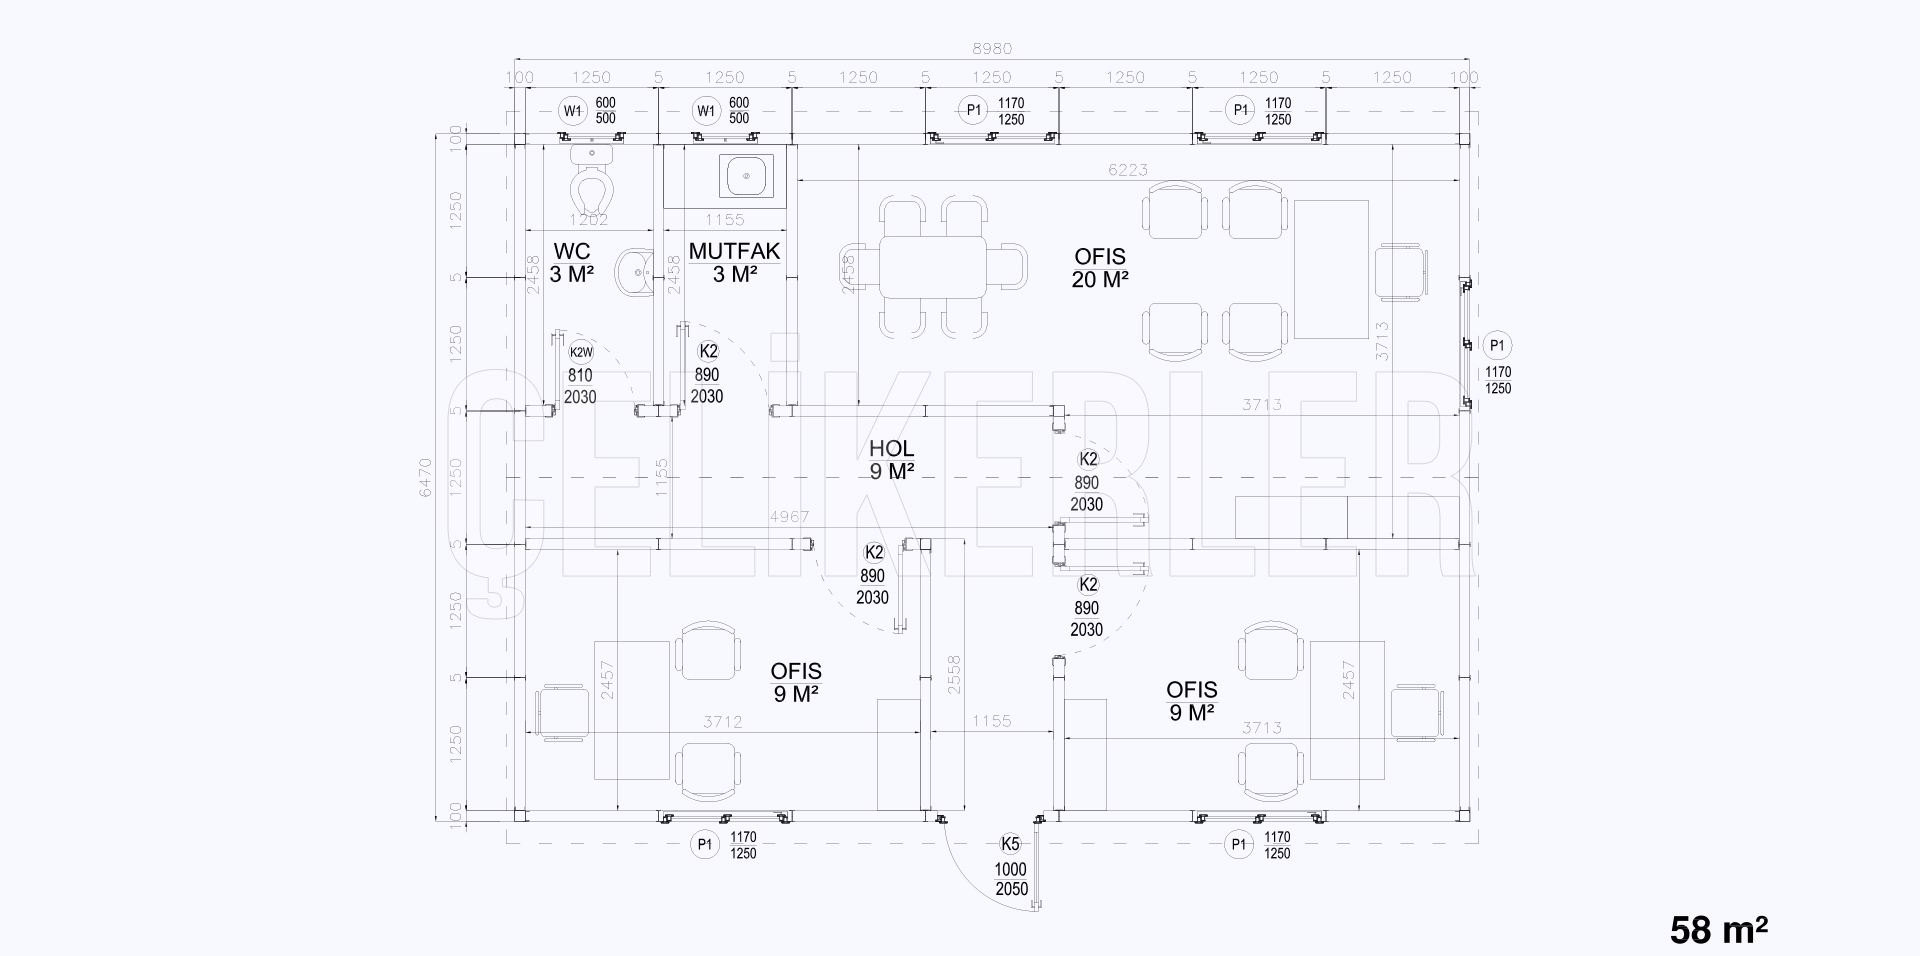 8980
100 1250 5 1250 5 1250 5 1250 5 1250 5 1250 5 1250 100
W1 600 500
W1 600 500
P1 1170 1250
P1 1170 1250
100
1250
5
1250
5
1250
5
1250
5
1250
100
6470
6223
1202
1155
WC
3 M²
MUTFAK
3 M²
OFIS
20 M²
2458
2458
2458
3713
K2W
810
2030
K2
890
2030
P1
1170
1250
3713
ÇELİKEBLER
HOL
9 M²
1155
4967
K2
890
2030
K2
890
2030
K2
890
2030
OFIS
9 M²
2457
3712
2558
1155
OFIS
9 M²
2457
3713
P1 1170 1250
P1 1170 1250
K5
1000
2050
58 m²